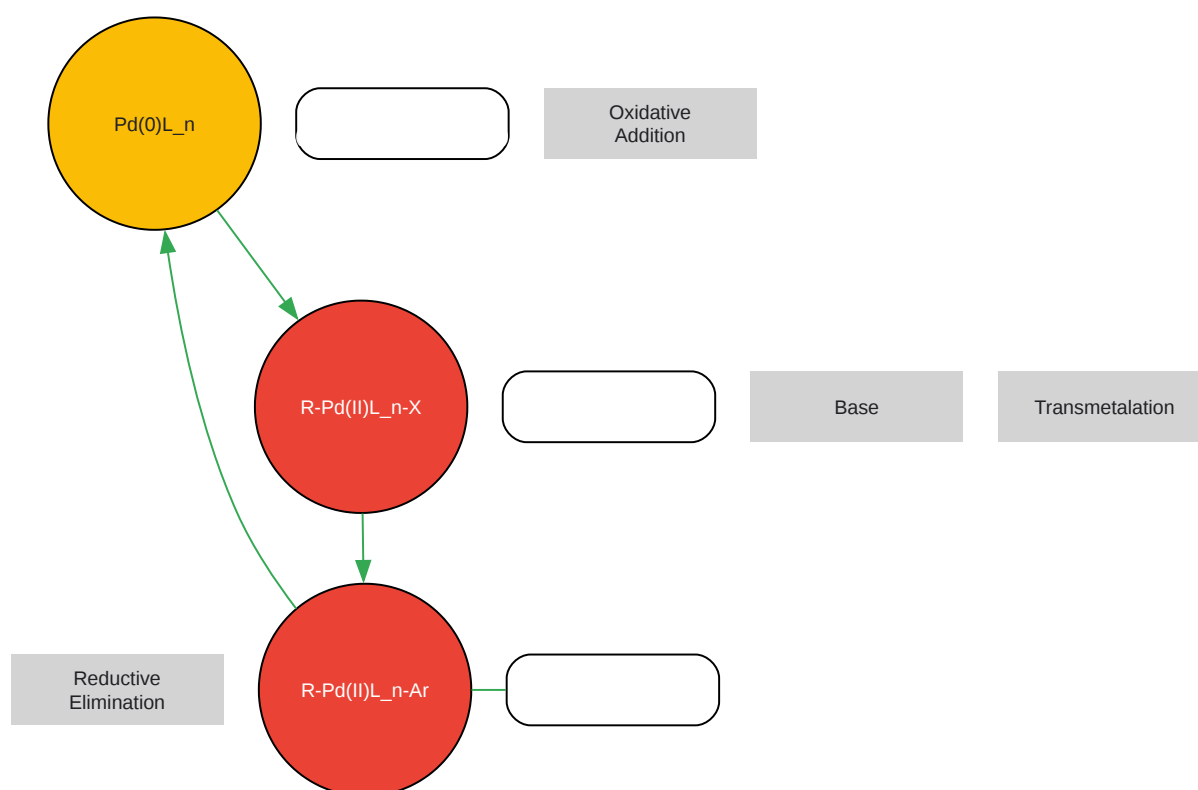 Pd(0)L_n
Oxidative
Addition
R-Pd(II)L_n-X
Base
Transmetalation
Reductive
Elimination
R-Pd(II)L_n-Ar